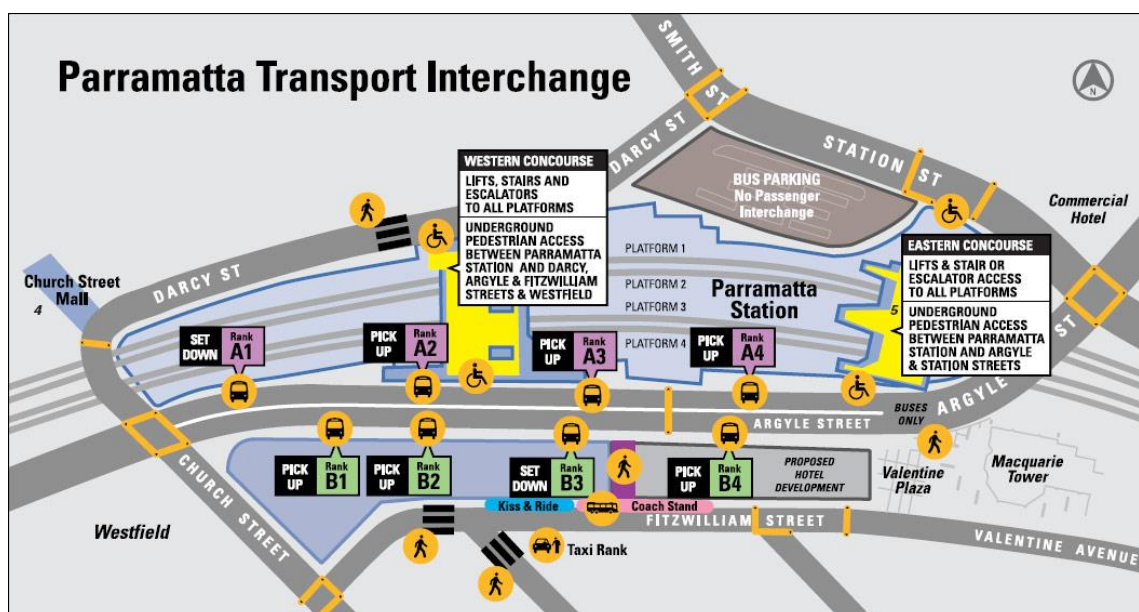 Parramatta Transport Interchange
N
SMITH ST
DARCY ST
STATION ST
BUS PARKING
No Passenger
Interchange
Commercial
Hotel
WESTERN CONCOURSE
LIFTS, STAIRS AND
ESCALATORS
TO ALL PLATFORMS
UNDERGROUND
PEDESTRIAN ACCESS
BETWEEN PARRAMATTA
STATION AND DARCY,
ARGYLE & FITZWILLIAM
STREETS & WESTFIELD
EASTERN CONCOURSE
LIFTS & STAIR OR
ESCALATOR ACCESS
TO ALL PLATFORMS
UNDERGROUND
PEDESTRIAN ACCESS
BETWEEN PARRAMATTA
STATION AND ARGYLE
& STATION STREETS
PLATFORM 1
PLATFORM 2
PLATFORM 3
PLATFORM 4
Parramatta
Station
5
Church Street
Mall
4
DARCY ST
SET
DOWN
Rank
A1
PICK
UP
Rank
A2
PICK
UP
Rank
A3
PICK
UP
Rank
A4
ARGYLE STREET
BUSES
ONLY
ARGYLE ST
PICK
UP
Rank
B1
PICK
UP
Rank
B2
SET
DOWN
Rank
B3
PICK
UP
Rank
B4
PROPOSED
HOTEL
DEVELOPMENT
Valentine
Plaza
Macquarie
Tower
Westfield
CHURCH STREET
Kiss & Ride
Coach Stand
FITZWILLIAM STREET
VALENTINE AVENUE
Taxi Rank